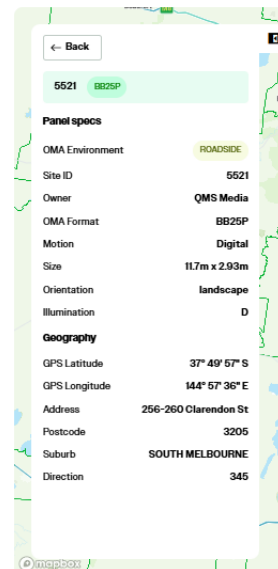 ← Back
5521 BB25P
Panel specs
OMA Environment ROADSIDE
Site ID 5521
Owner QMS Media
OMA Format BB25P
Motion Digital
Size 11.7m x 2.93m
Orientation landscape
Illumination D
Geography
GPS Latitude 37° 49' 57" S
GPS Longitude 144° 57' 36" E
Address 256-260 Clarendon St
Postcode 3205
Suburb SOUTH MELBOURNE
Direction 345
mapbox